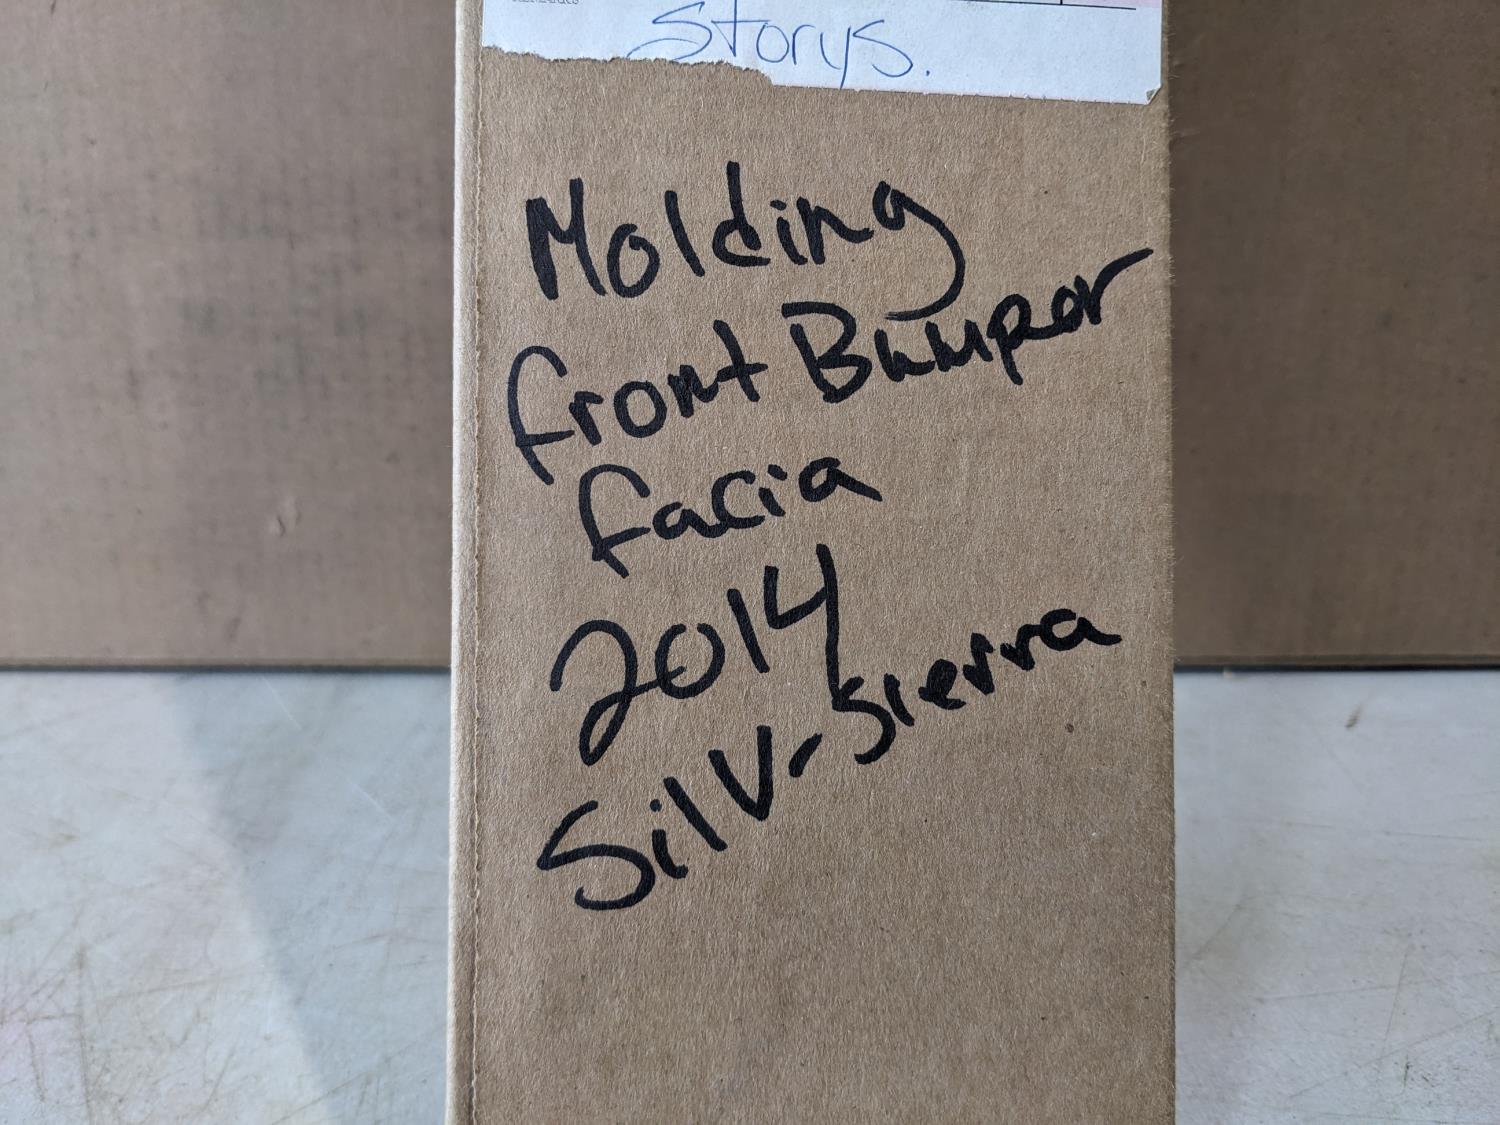 Storys.
Molding
front Bumper
facia
2014
Silv-Sierra